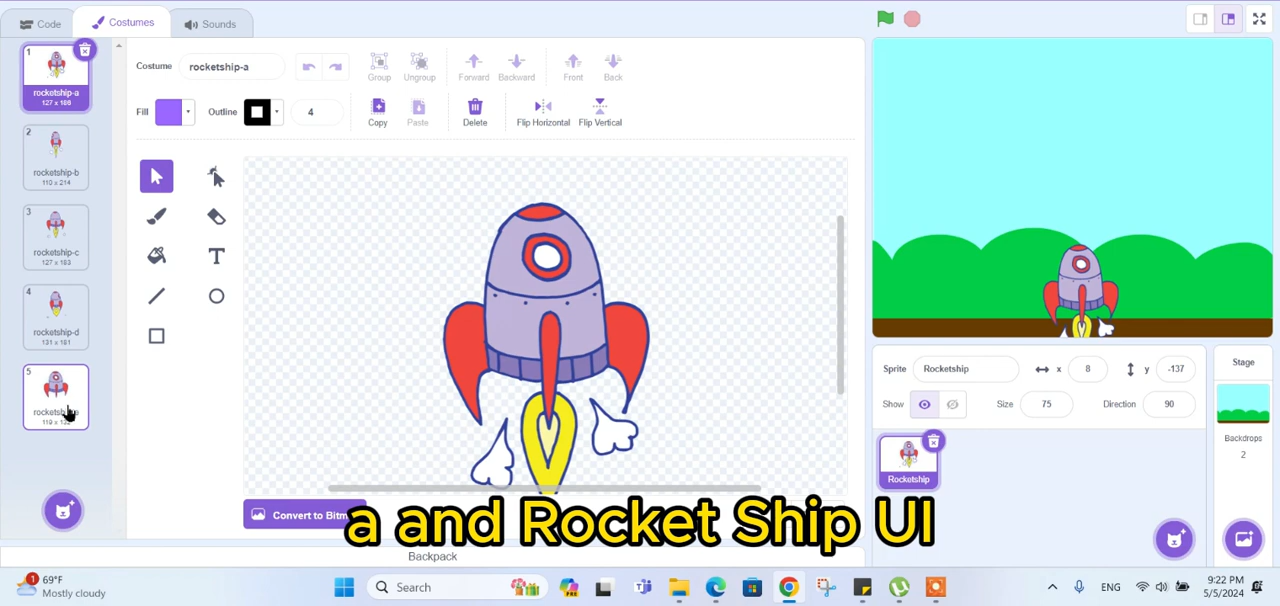 Code
Costumes
Sounds
1
rocketship-a
127 x 188
2
rocketship-b
110 x 214
3
rocketship-c
127 x 183
4
rocketship-d
131 x 181
5
Costume
rocketship-a
Group
Ungroup
Forward
Backward
Front
Back
Fill
Outline
4
Copy
Paste
Delete
Flip Horizontal
Flip Vertical
T
Convert to Bitm
a and Rocket Ship UI
Backpack
Sprite
Rocketship
x
8
y
-137
Show
Size
75
Direction
90
Rocketship
Stage
Backdrops
2
1
69°F
Mostly cloudy
Search
ENG
9:22 PM
5/5/2024